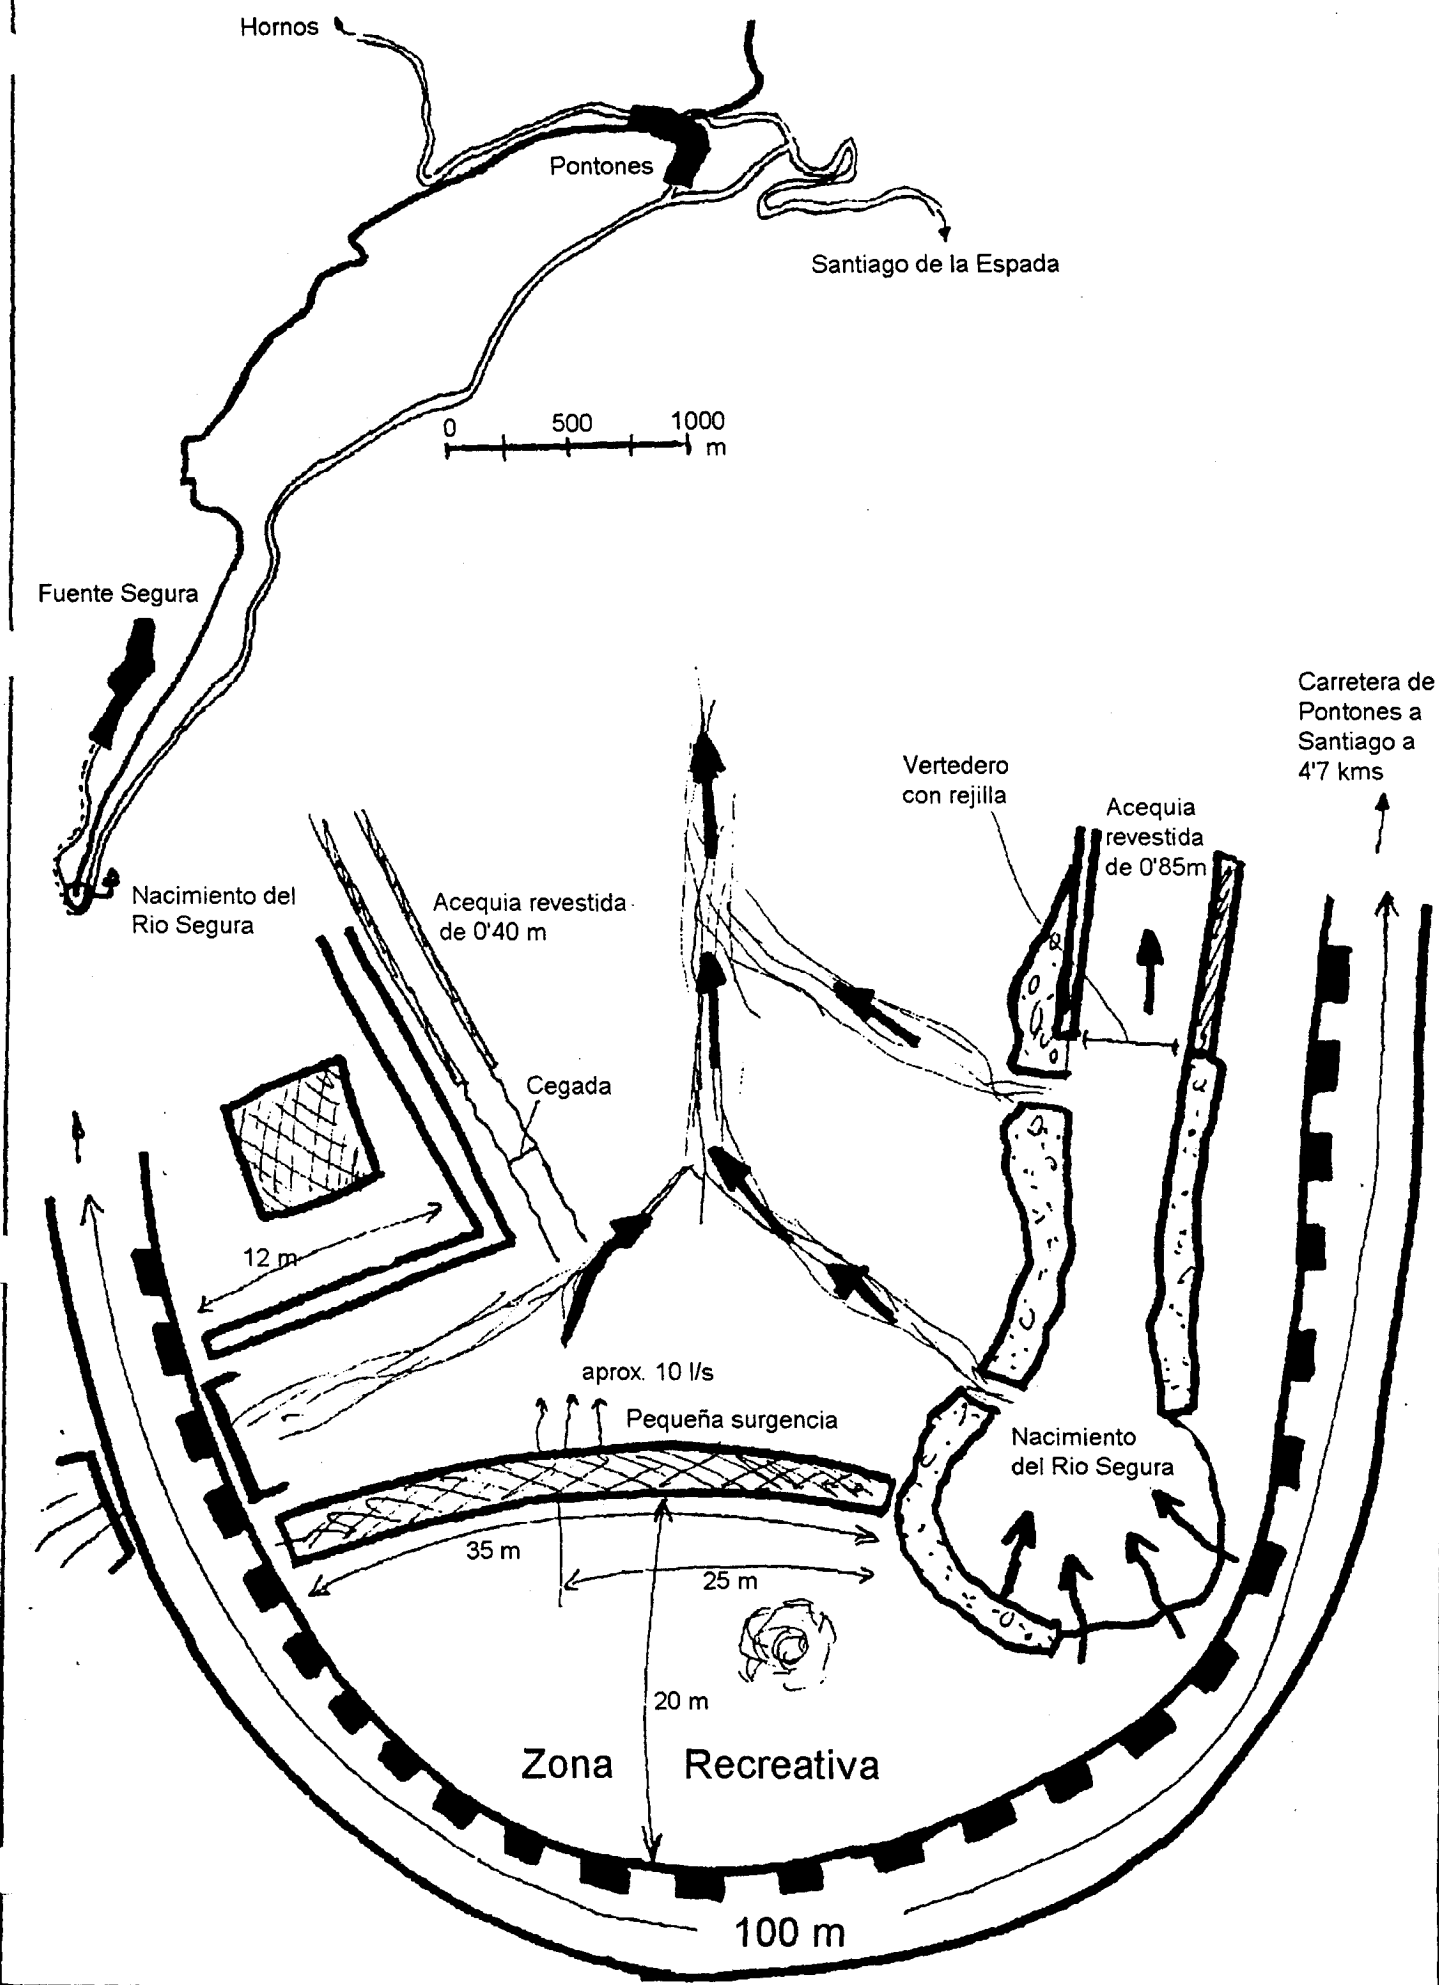 Hornos
Pontones
Santiago de la Espada
0 500 1000
m
Fuente Segura
Nacimiento del
Rio Segura
Carretera de
Pontones a
Santiago a
4'7 kms
Vertedero
con rejilla
Acequia
revestida
de 0'85m
Acequia revestida
de 0'40 m
Cegada
12 m
aprox. 10 l/s
Pequeña surgencia
Nacimiento
del Rio Segura
35 m
25 m
20 m
Zona Recreativa
100 m